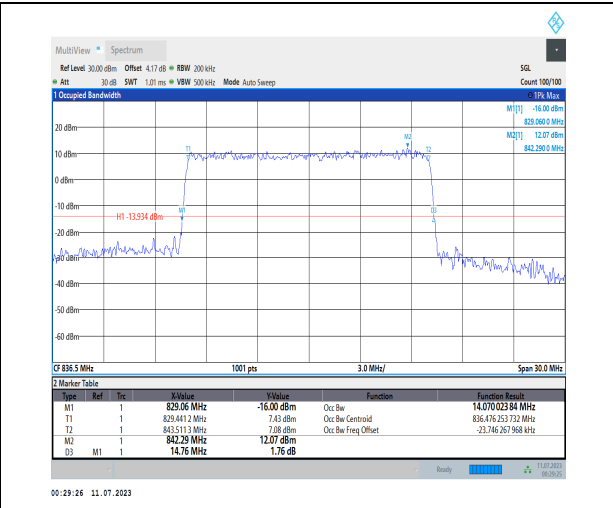 MultiView * Spectrum
Ref Level 30.00 dBm Offset 4.17 dB RBW 200 kHz SGL
Att 30 dB SWT 1.01 ms VBW 500 kHz Mode Auto Sweep Count 100/100
1 Occupied Bandwidth 1Pk Max
M1[1] -16.00 dBm
829.060 0 MHz
M2[1] 12.07 dBm
842.290 0 MHz
20 dBm
M2
T1 T2
10 dBm
0 dBm
-10 dBm
M1 D3
H1 -13.934 dBm
-20 dBm
-30 dBm
-40 dBm
-50 dBm
-60 dBm
CF 836.5 MHz 1001 pts 3.0 MHz/ Span 30.0 MHz
2 Marker Table
Type Ref Trc X-Value Y-Value Function Function Result
M1 1 829.06 MHz -16.00 dBm Occ Bw 14.070 023 84 MHz
T1 1 829.441 2 MHz 7.43 dBm Occ Bw Centroid 836.476 253 732 MHz
T2 1 843.511 3 MHz 7.08 dBm Occ Bw Freq Offset -23.746 267 968 kHz
M2 1 842.29 MHz 12.07 dBm
D3 M1 1 14.76 MHz 1.76 dB
Ready 11.07.2023
00:29:25
00:29:26 11.07.2023